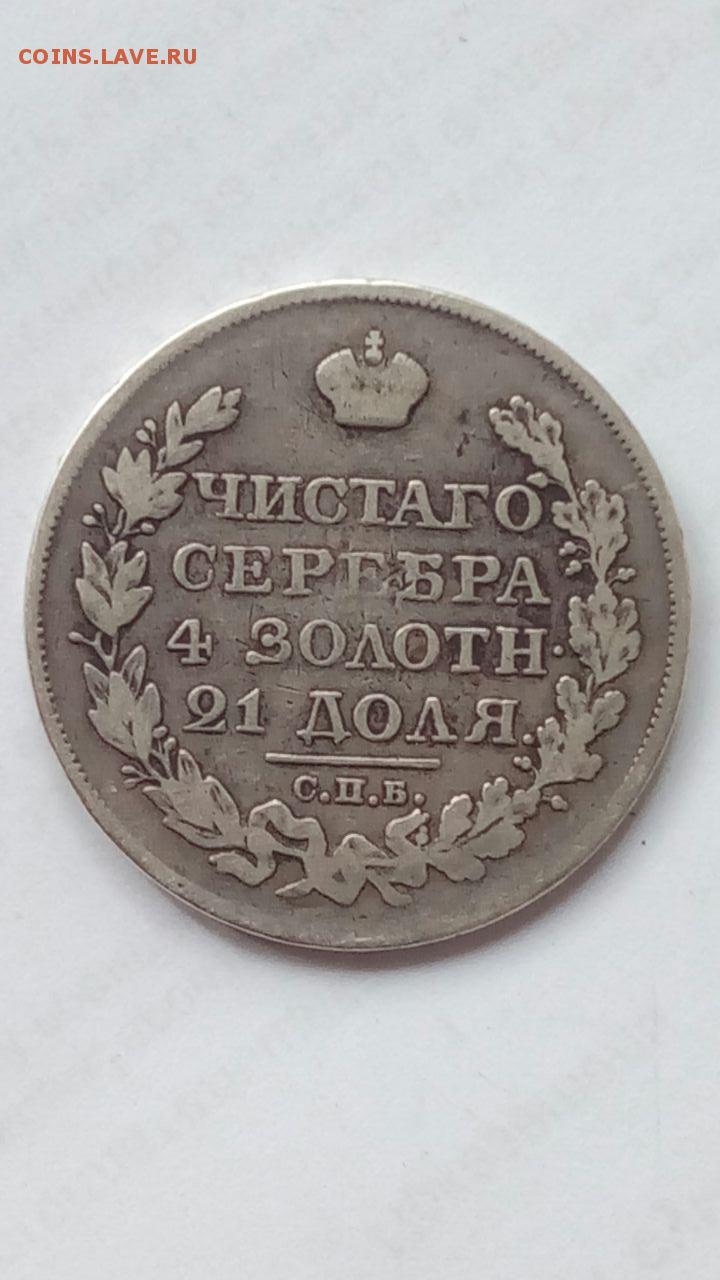 COINS.LAVE.RU
ЧИСТАГО
СЕРЕБРА
4 ЗОЛОТН.
21 ДОЛЯ.
С.П.Б.